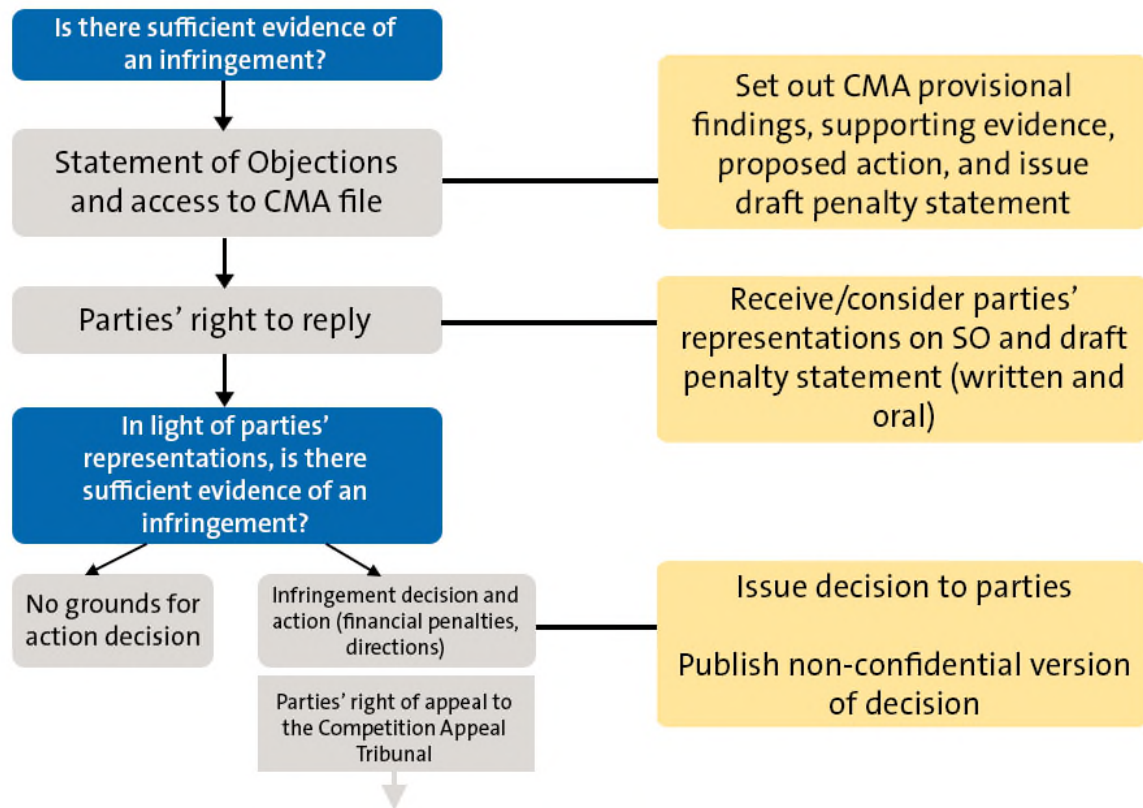 Is there sufficient evidence of
an infringement?
Set out CMA provisional
findings, supporting evidence,
proposed action, and issue
draft penalty statement
Statement of Objections
and access to CMA file
Parties’ right to reply
Receive/consider parties’
representations on SO and draft
penalty statement (written and
oral)
In light of parties’
representations, is there
sufficient evidence of an
infringement?
No grounds for
action decision
Infringement decision and
action (financial penalties,
directions)
Issue decision to parties
Publish non-confidential version
of decision
Parties’ right of appeal to
the Competition Appeal
Tribunal